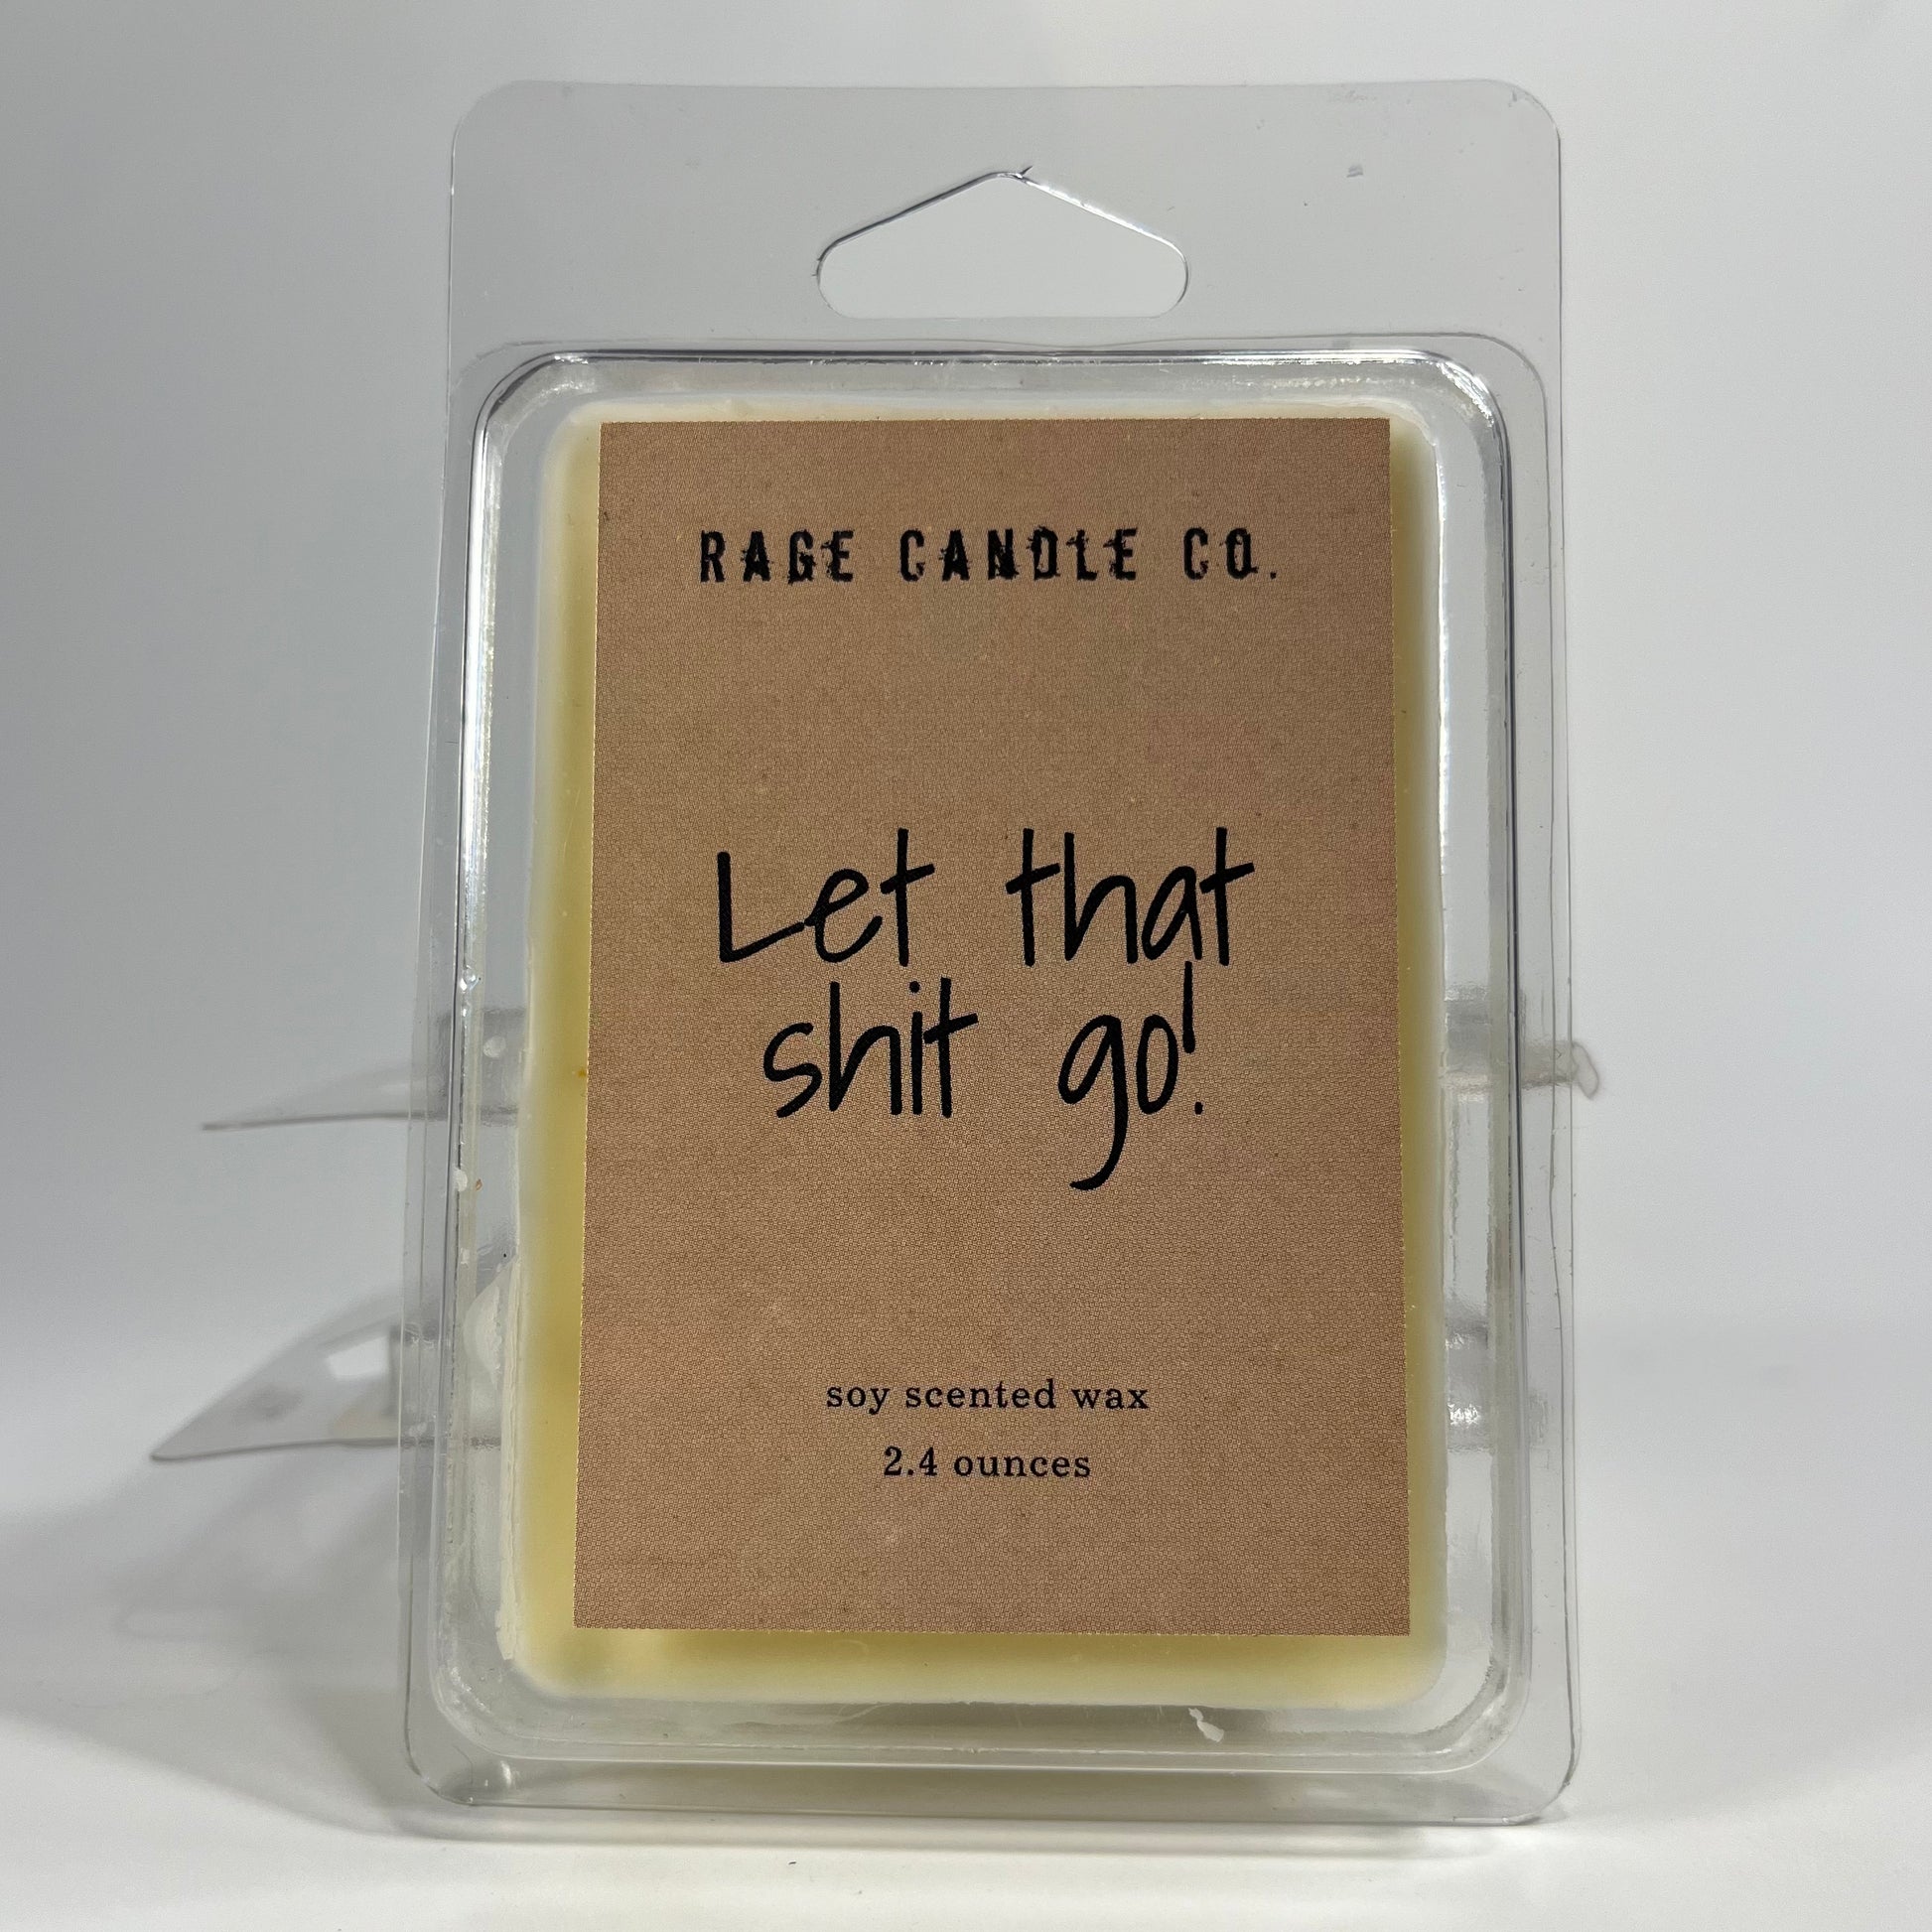 RAGE CANDLE CO.
Let that
shit go!
soy scented wax
2.4 ounces